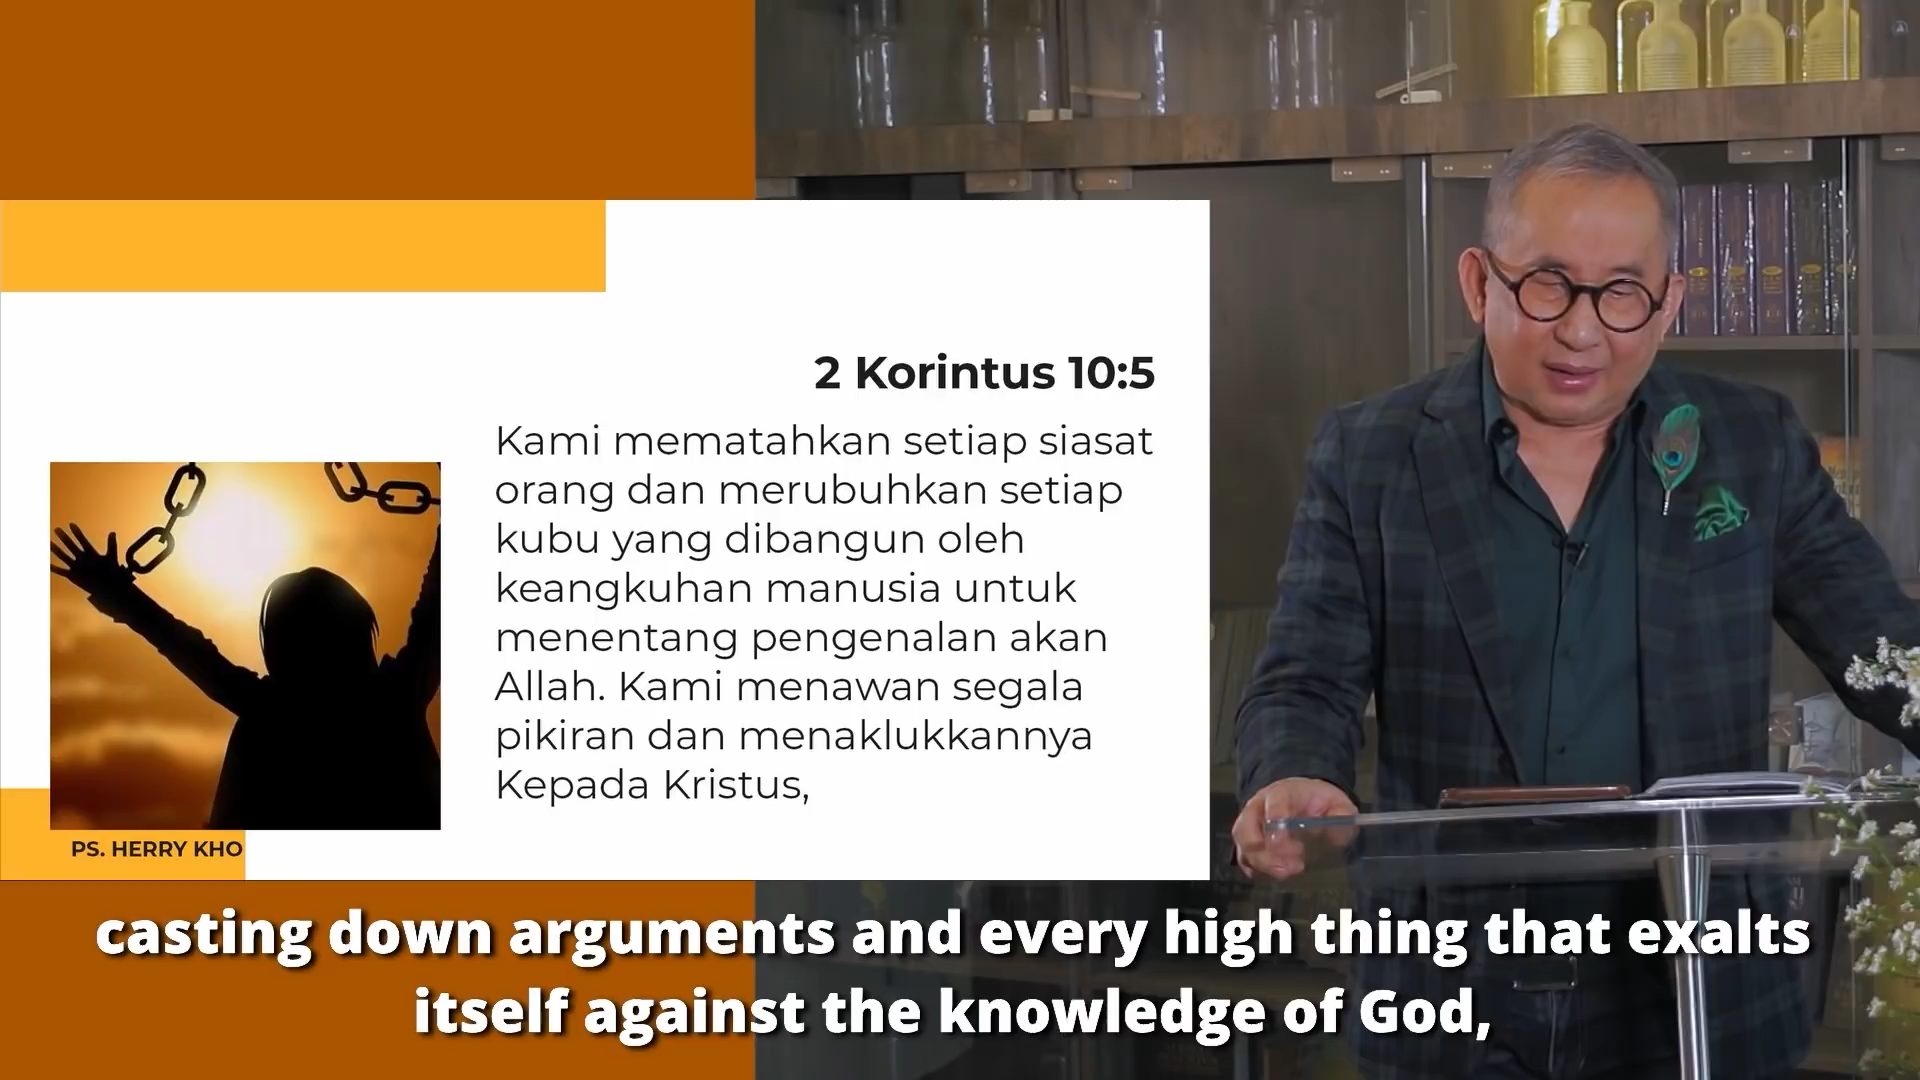 2 Korintus 10:5
Kami mematahkan setiap siasat
orang dan merubuhkan setiap
kubu yang dibangun oleh
keangkuhan manusia untuk
menentang pengenalan akan
Allah. Kami menawan segala
pikiran dan menaklukkannya
Kepada Kristus,
PS. HERRY KHO
casting down arguments and every high thing that exalts
itself against the knowledge of God,